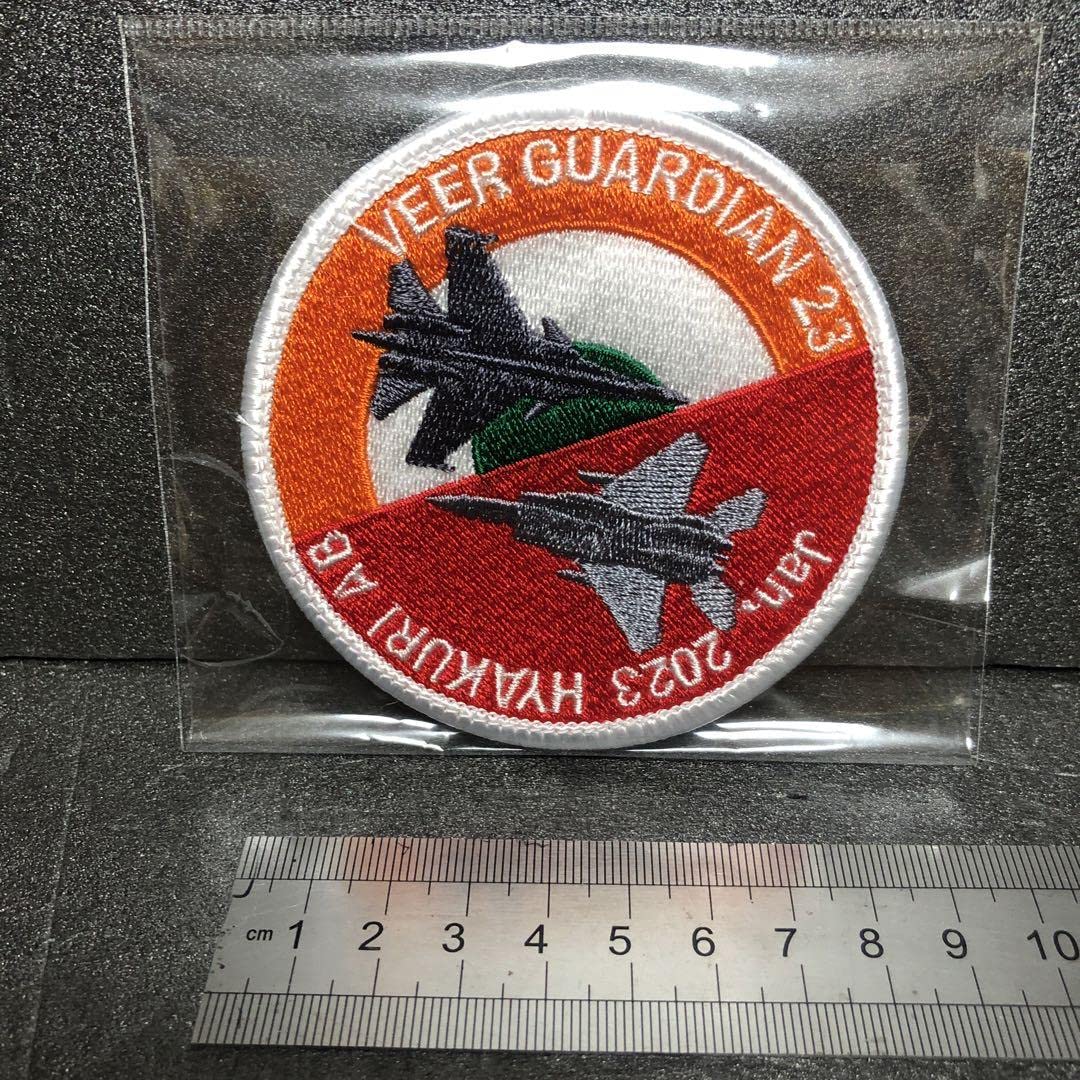 VEER GUARDIAN 23
Jan. 2023 HYAKURI AB
cm 1 2 3 4 5 6 7 8 9 10